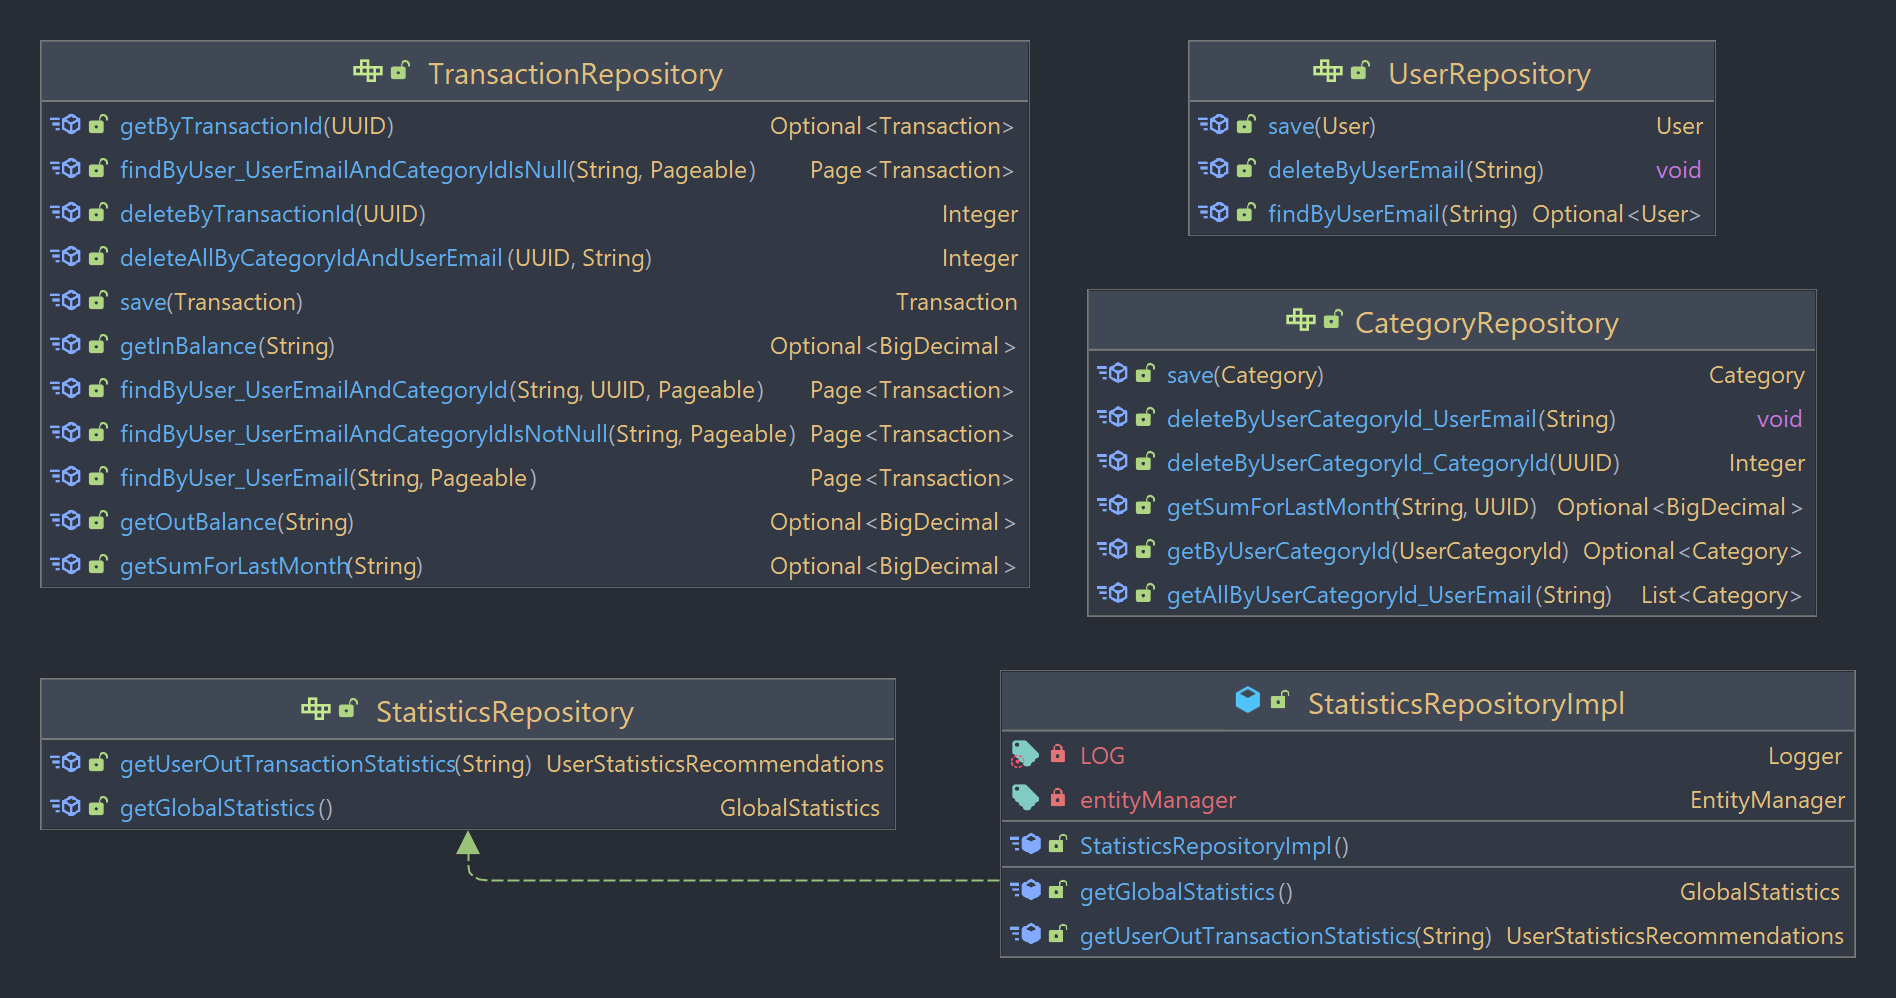 TransactionRepository
getByTransactionId(UUID) Optional<Transaction>
findByUser_UserEmailAndCategoryIdIsNull(String, Pageable) Page<Transaction>
deleteByTransactionId(UUID) Integer
deleteAllByCategoryIdAndUserEmail(UUID, String) Integer
save(Transaction) Transaction
getInBalance(String) Optional<BigDecimal>
findByUser_UserEmailAndCategoryId(String, UUID, Pageable) Page<Transaction>
findByUser_UserEmailAndCategoryIdIsNotNull(String, Pageable) Page<Transaction>
findByUser_UserEmail(String, Pageable) Page<Transaction>
getOutBalance(String) Optional<BigDecimal>
getSumForLastMonth(String) Optional<BigDecimal>
UserRepository
save(User) User
deleteByUserEmail(String) void
findByUserEmail(String) Optional<User>
CategoryRepository
save(Category) Category
deleteByUserCategoryId_UserEmail(String) void
deleteByUserCategoryId_CategoryId(UUID) Integer
getSumForLastMonth(String, UUID) Optional<BigDecimal>
getByUserCategoryId(UserCategoryId) Optional<Category>
getAllByUserCategoryId_UserEmail(String) List<Category>
StatisticsRepository
getUserOutTransactionStatistics(String) UserStatisticsRecommendations
getGlobalStatistics() GlobalStatistics
StatisticsRepositoryImpl
LOG Logger
entityManager EntityManager
StatisticsRepositoryImpl()
getGlobalStatistics() GlobalStatistics
getUserOutTransactionStatistics(String) UserStatisticsRecommendations